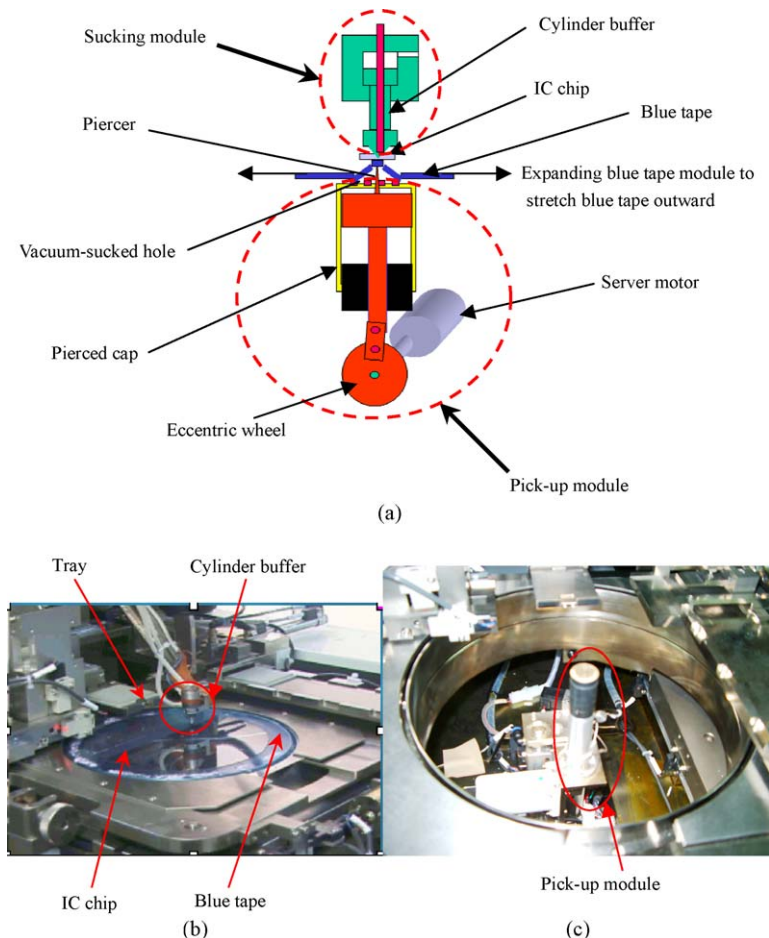 Sucking module
Cylinder buffer
IC chip
Piercer
Blue tape
Expanding blue tape module to
stretch blue tape outward
Vacuum-sucked hole
Server motor
Pierced cap
Eccentric wheel
Pick-up module
(a)
Tray
Cylinder buffer
IC chip
Blue tape
(b)
Pick-up module
(c)